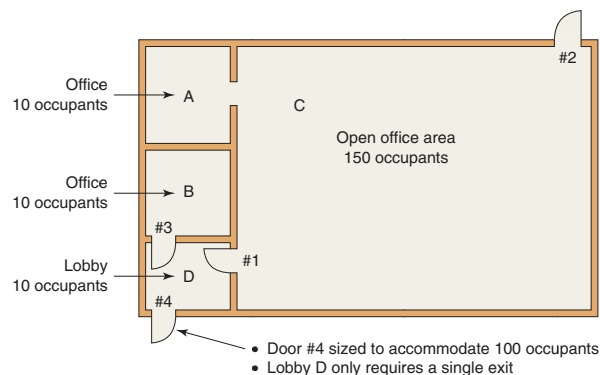 #2
Office
10 occupants
A
C
Open office area
150 occupants
Office
10 occupants
B
#3
Lobby
10 occupants
D
#1
#4
• Door #4 sized to accommodate 100 occupants
• Lobby D only requires a single exit